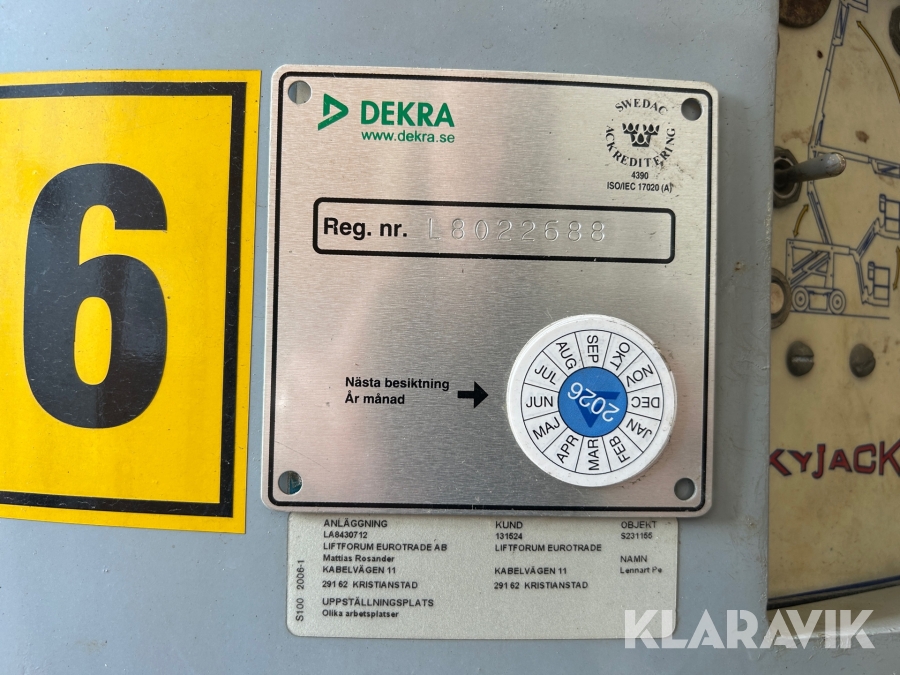 6
DEKRA
www.dekra.se
SWEDAC
ACKREDITERING
4390
ISO/IEC 17020 (A)
Reg. nr. L8022688
Nästa besiktning
År månad
2026
JAN
FEB
MAR
APR
MAJ
JUN
JUL
AUG
SEP
OKT
NOV
DEC
KYJACK
S100 2006-1
ANLÄGGNING KUND OBJEKT
LA8430712 131524 S231155
LIFTFORUM EUROTRADE AB LIFTFORUM EUROTRADE
Mattias Rosander NAMN
KABELVÄGEN 11 KABELVÄGEN 11 Lennart Pe
291 62 KRISTIANSTAD 291 62 KRISTIANSTAD
UPPSTÄLLNINGSPLATS
Olika arbetsplatser
KLARAVIK